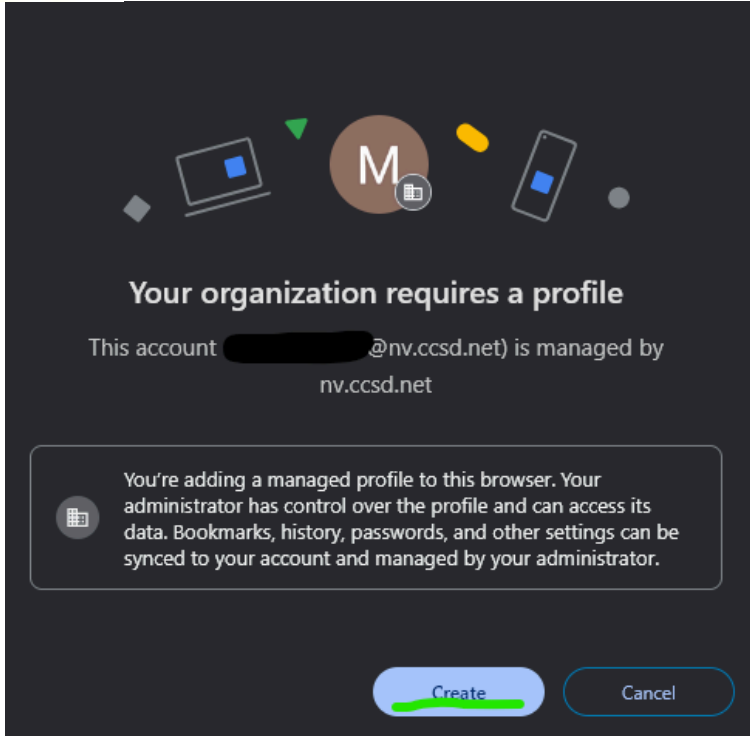 M
Your organization requires a profile
This account @nv.ccsd.net) is managed by
nv.ccsd.net
You're adding a managed profile to this browser. Your
administrator has control over the profile and can access its
data. Bookmarks, history, passwords, and other settings can be
synced to your account and managed by your administrator.
Create
Cancel